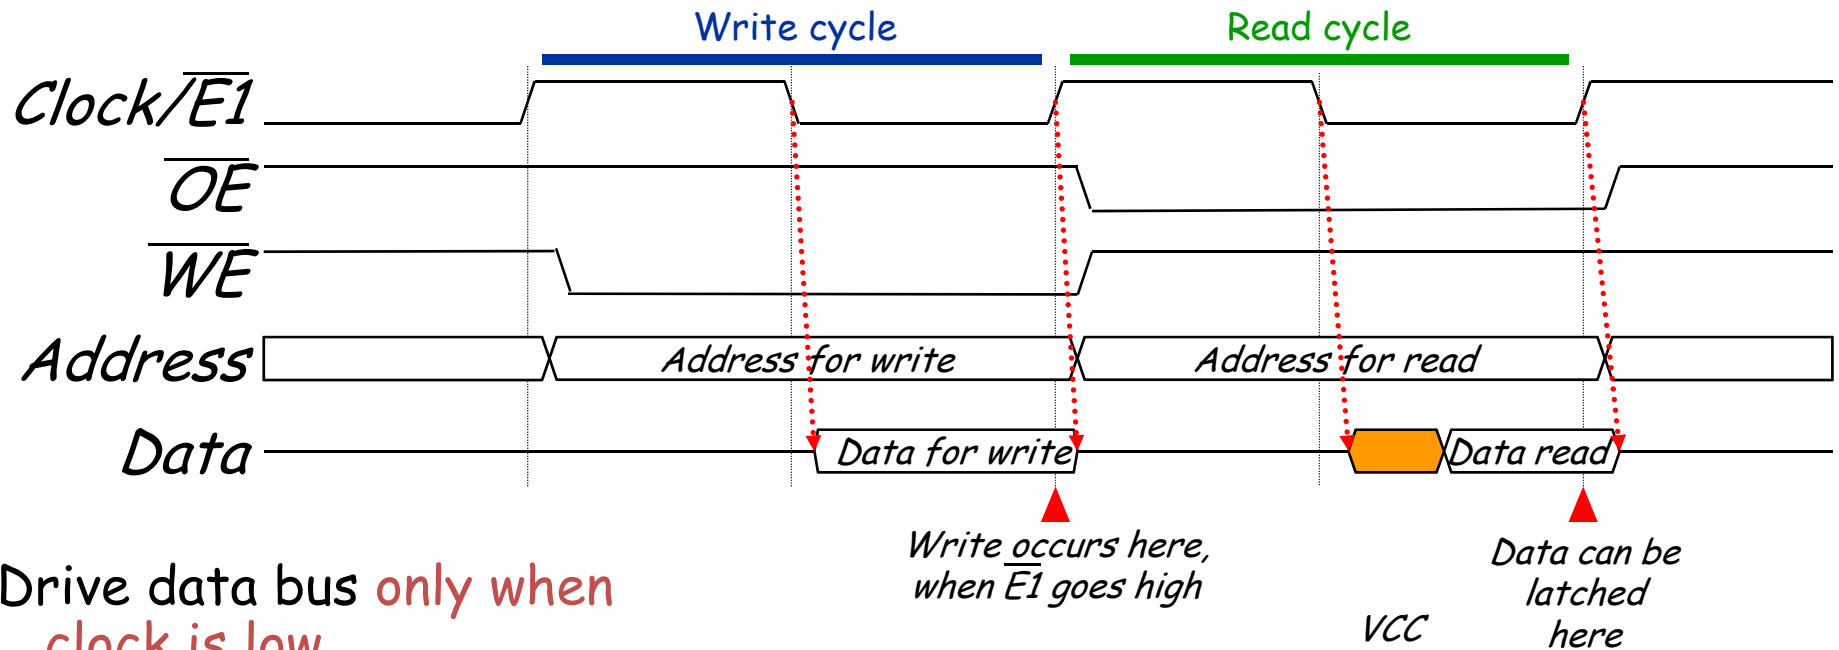 Write cycle
Read cycle
Clock/E1
OE
WE
Address
Address for write
Address for read
Data
Data for write
Data read
Write occurs here,
when E1 goes high
Data can be
latched
here
VCC
Drive data bus only when
clock is low